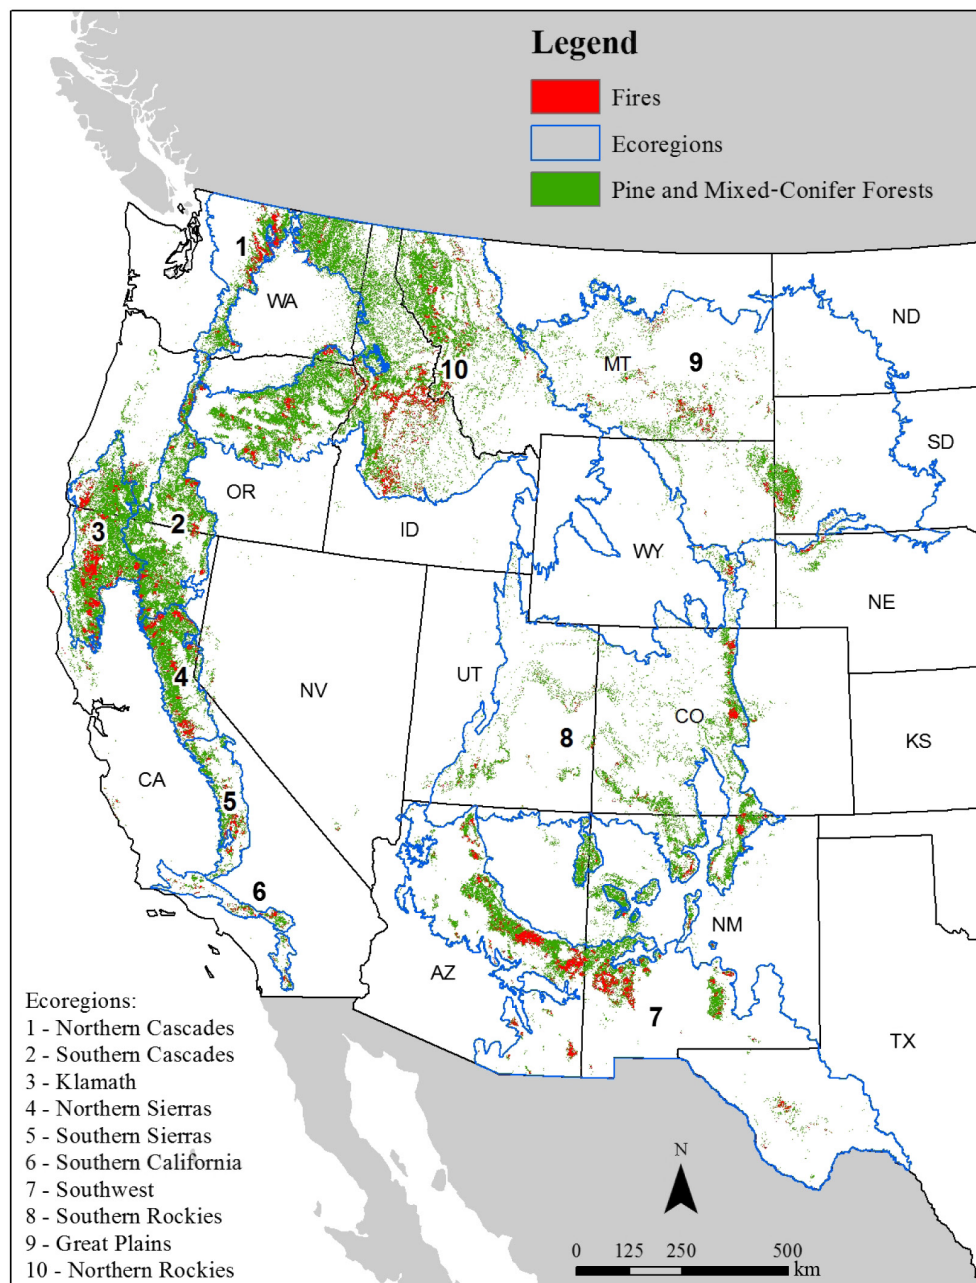 Legend
Fires
Ecoregions
Pine and Mixed-Conifer Forests
1
WA
ND
MT
9
10
SD
OR
3
2
ID
WY
NE
4
NV
UT
CO
8
KS
CA
5
6
NM
AZ
7
TX
Ecoregions:
1 - Northern Cascades
2 - Southern Cascades
3 - Klamath
4 - Northern Sierras
5 - Southern Sierras
6 - Southern California
7 - Southwest
8 - Southern Rockies
9 - Great Plains
10 - Northern Rockies
N
0 125 250 500
km